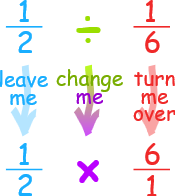 1/2 ÷ 1/6
leave me change me turn me over
1/2 × 6/1